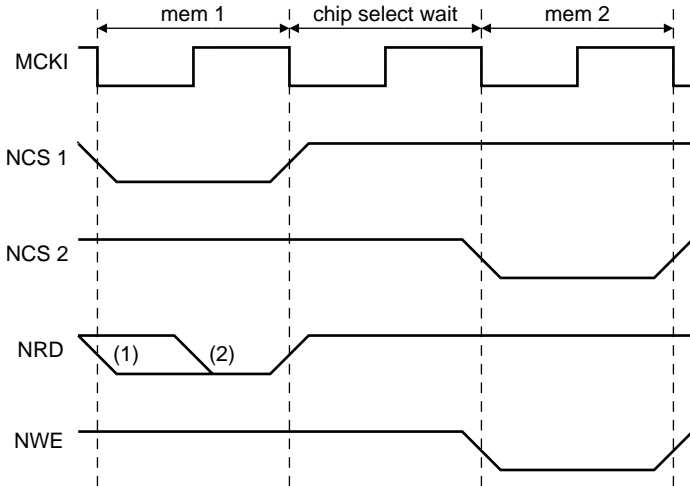 mem 1 chip select wait mem 2
MCKI
NCS 1
NCS 2
NRD (1) (2)
NWE